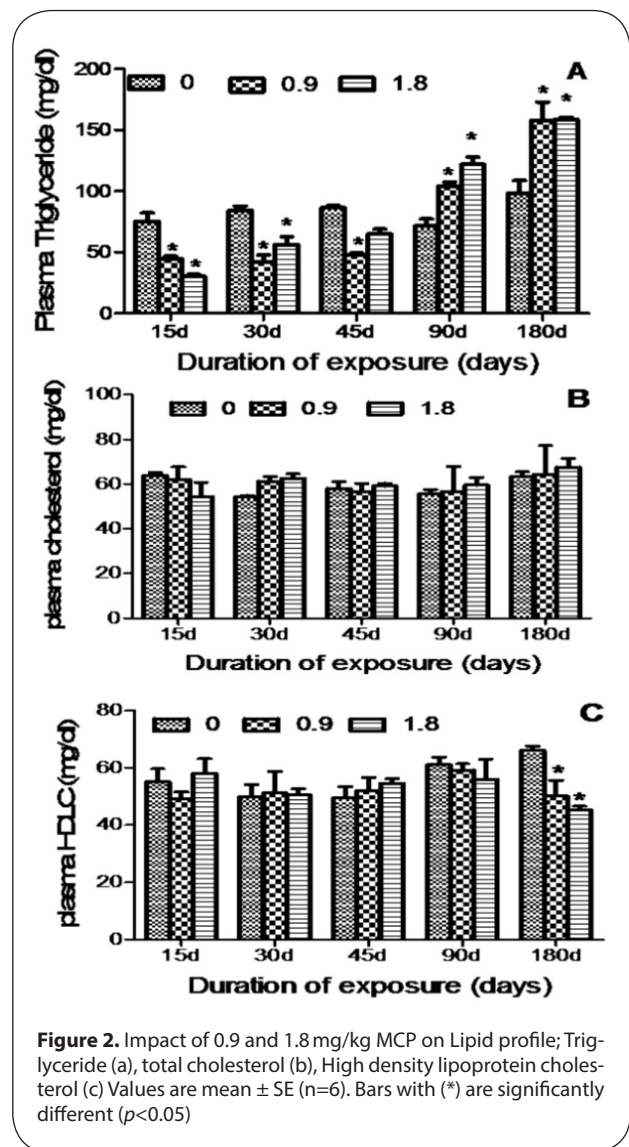 A
0 0.9 1.8
Plasma Triglyceride (mg/dl)
200
150
100
50
0
* * * * * * * * *
15d 30d 45d 90d 180d
Duration of exposure (days)
B
0 0.9 1.8
plasma cholesterol (mg/dl)
100
80
60
40
20
0
15d 30d 45d 90d 180d
Duration of exposure (days)
C
0 0.9 1.8
plasma HDLC (mg/dl)
80
60
40
20
0
* *
15d 30d 45d 90d 180d
Duration of exposure (days)
Figure 2. Impact of 0.9 and 1.8 mg/kg MCP on Lipid profile; Trig-
lyceride (a), total cholesterol (b), High density lipoprotein choles-
terol (c) Values are mean ± SE (n=6). Bars with (*) are significantly
different (p<0.05)